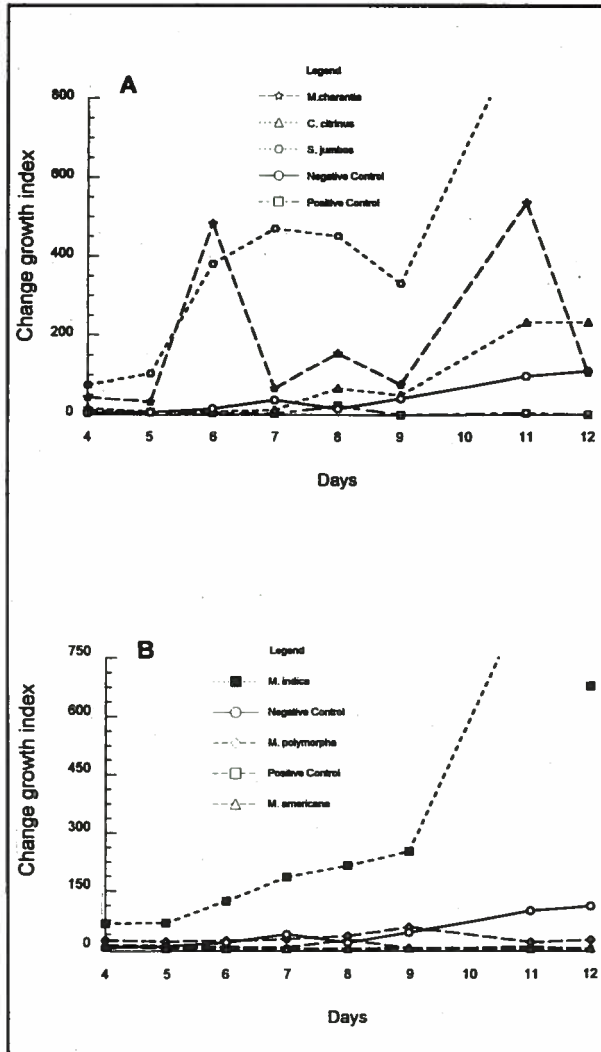 A
Legend
M.charantia
C. citrinus
S. jumbos
Negative Control
Positive Control
Change growth index
800
600
400
200
0
4 5 6 7 8 9 10 11 12
Days
B
Legend
M. indica
Negative Control
M. polymorpha
Positive Control
M. americana
Change growth index
750
600
450
300
150
0
4 5 6 7 8 9 10 11 12
Days